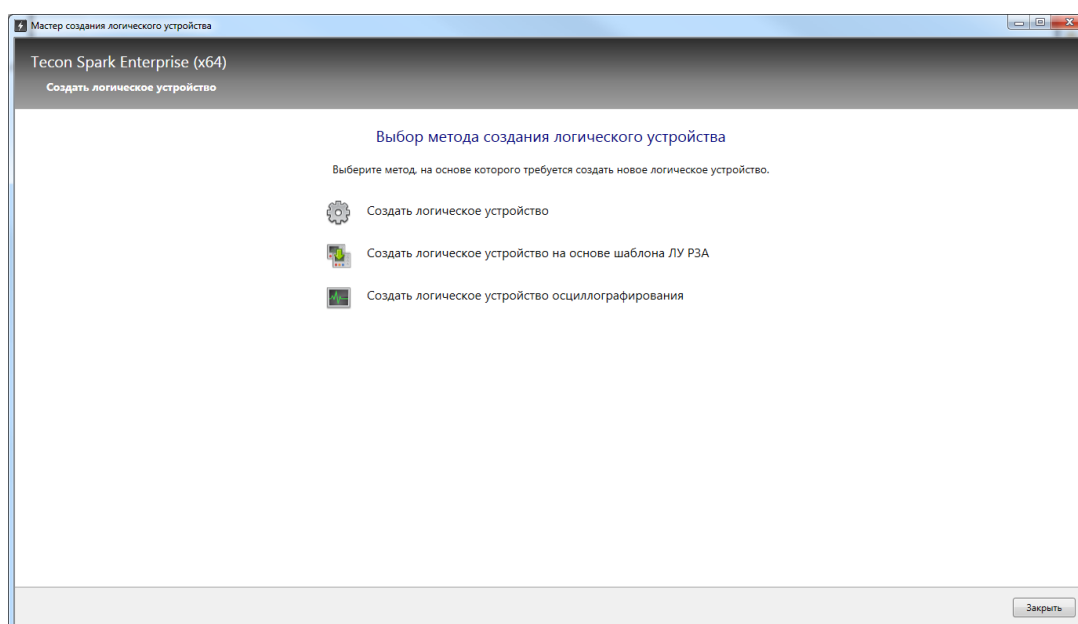 Мастер создания логического устройства
Tecon Spark Enterprise (x64)
Создать логическое устройство
Выбор метода создания логического устройства
Выберите метод, на основе которого требуется создать новое логическое устройство.
Создать логическое устройство
Создать логическое устройство на основе шаблона ЛУ РЗА
Создать логическое устройство осциллографирования
Закрыть